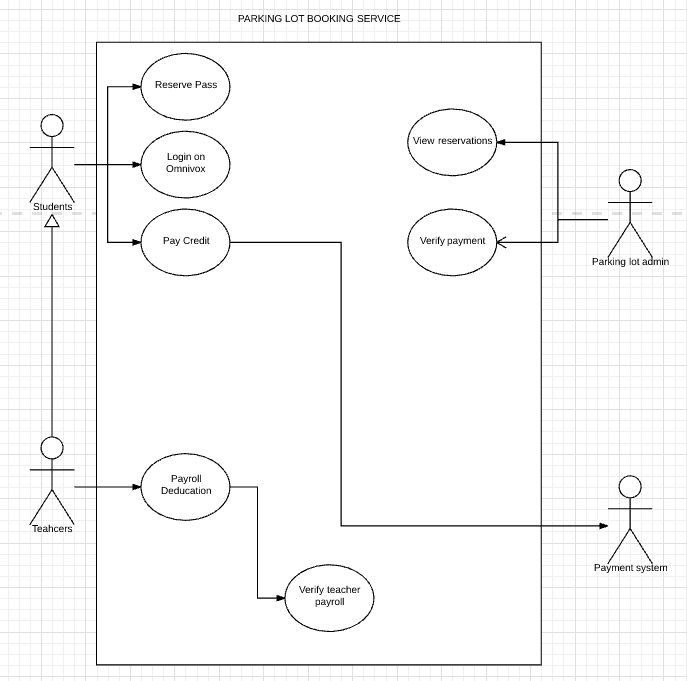 PARKING LOT BOOKING SERVICE
Reserve Pass
Login on
Omnivox
Students
Pay Credit
View reservations
Verify payment
Parking lot admin
Payroll
Deducation
Teahcers
Verify teacher
payroll
Payment system